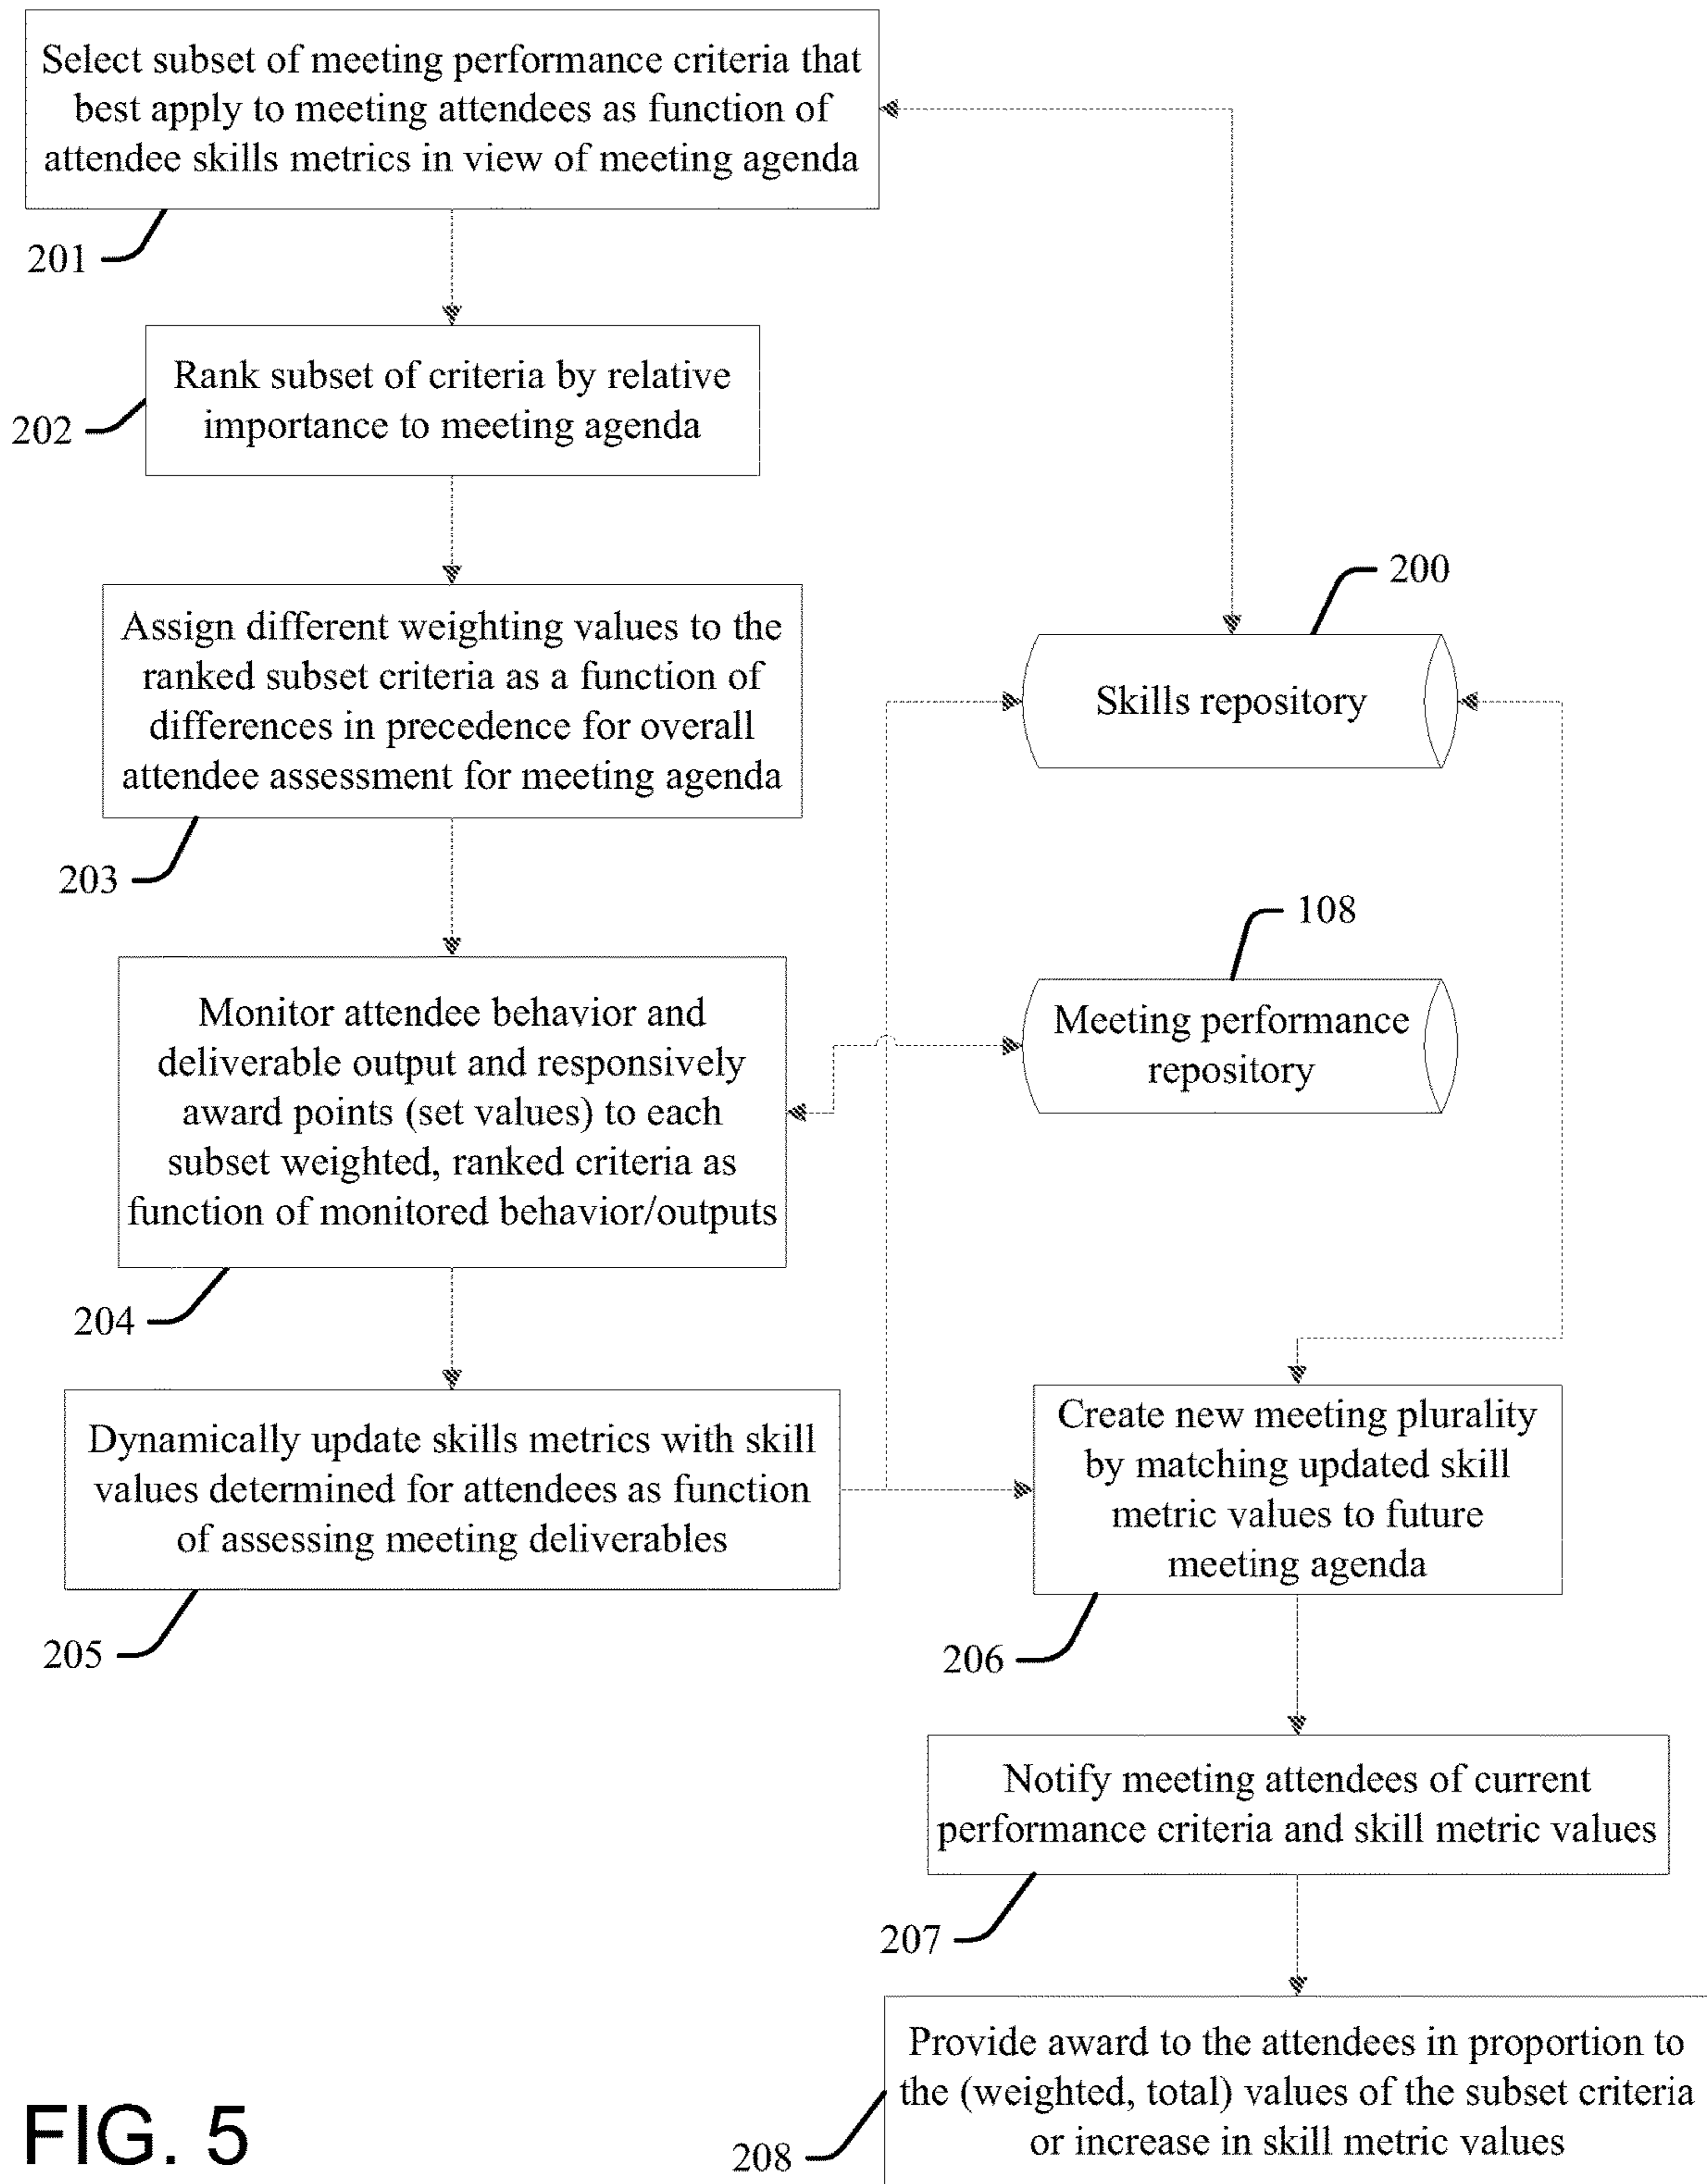 Select subset of meeting performance criteria that
best apply to meeting attendees as function of
attendee skills metrics in view of meeting agenda
201
Rank subset of criteria by relative
importance to meeting agenda
202
Assign different weighting values to the
ranked subset criteria as a function of
differences in precedence for overall
attendee assessment for meeting agenda
203
200
Skills repository
108
Meeting performance
repository
Monitor attendee behavior and
deliverable output and responsively
award points (set values) to each
subset weighted, ranked criteria as
function of monitored behavior/outputs
204
Dynamically update skills metrics with skill
values determined for attendees as function
of assessing meeting deliverables
205
Create new meeting plurality
by matching updated skill
metric values to future
meeting agenda
206
Notify meeting attendees of current
performance criteria and skill metric values
207
Provide award to the attendees in proportion to
the (weighted, total) values of the subset criteria
or increase in skill metric values
208
FIG. 5